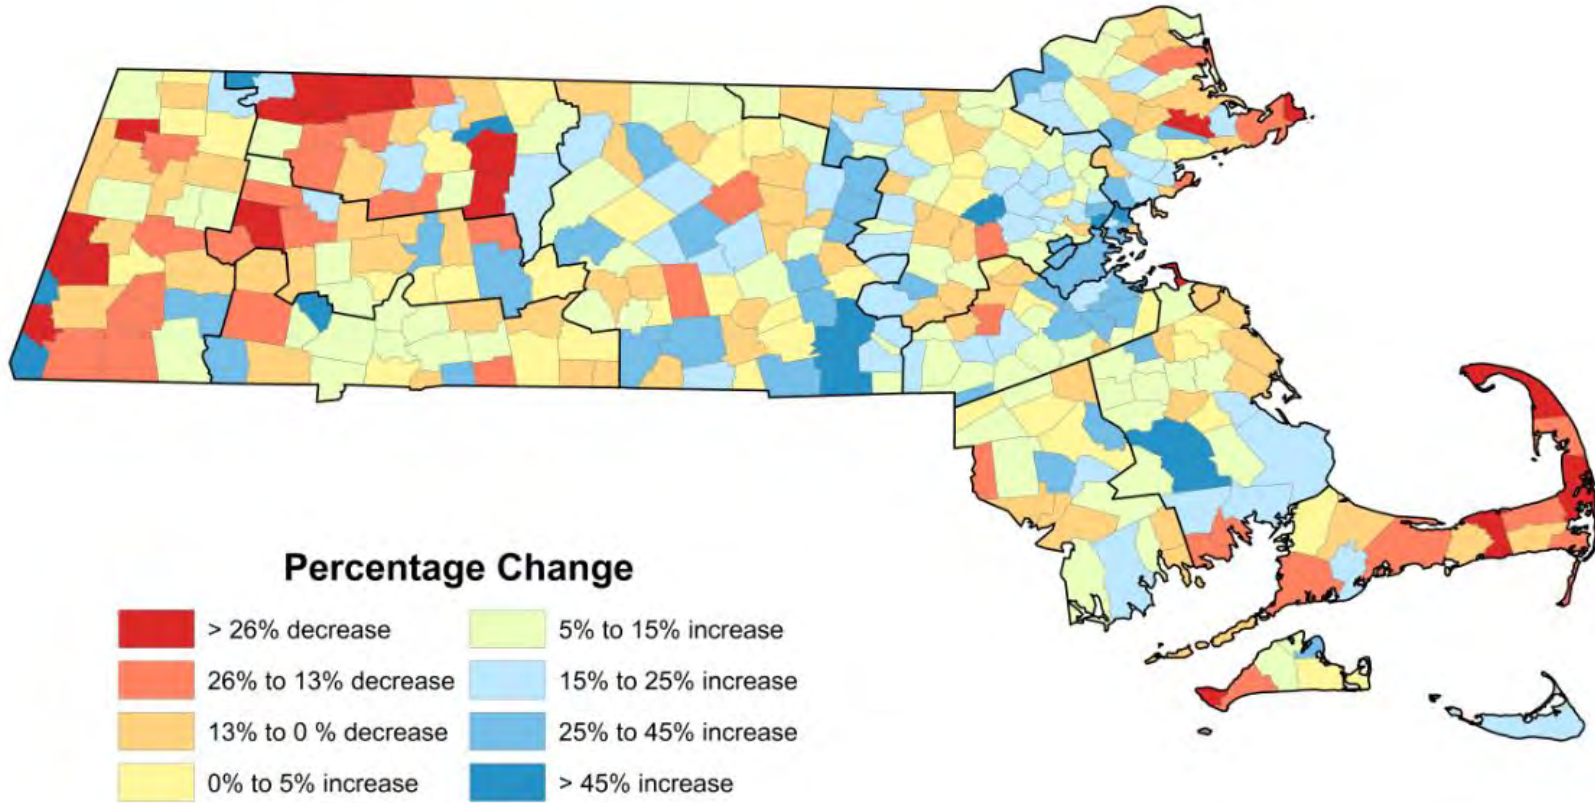 Percentage Change
> 26% decrease
26% to 13% decrease
13% to 0 % decrease
0% to 5% increase
5% to 15% increase
15% to 25% increase
25% to 45% increase
> 45% increase